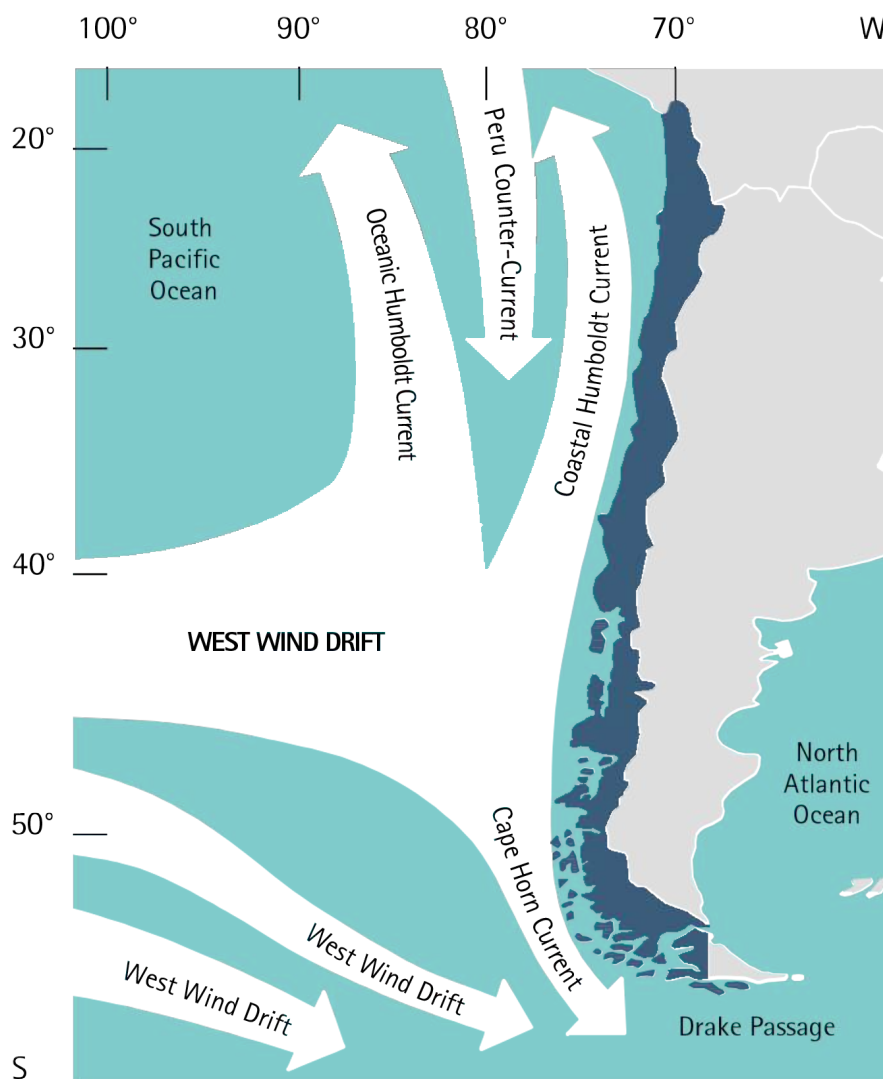 100° 90° 80° 70° W
20°
Peru Counter-Current
South
Pacific
Ocean
Oceanic Humboldt Current
Coastal Humboldt Current
30°
40°
WEST WIND DRIFT
North
Atlantic
Ocean
50°
Cape Horn Current
West Wind Drift
West Wind Drift
Drake Passage
S